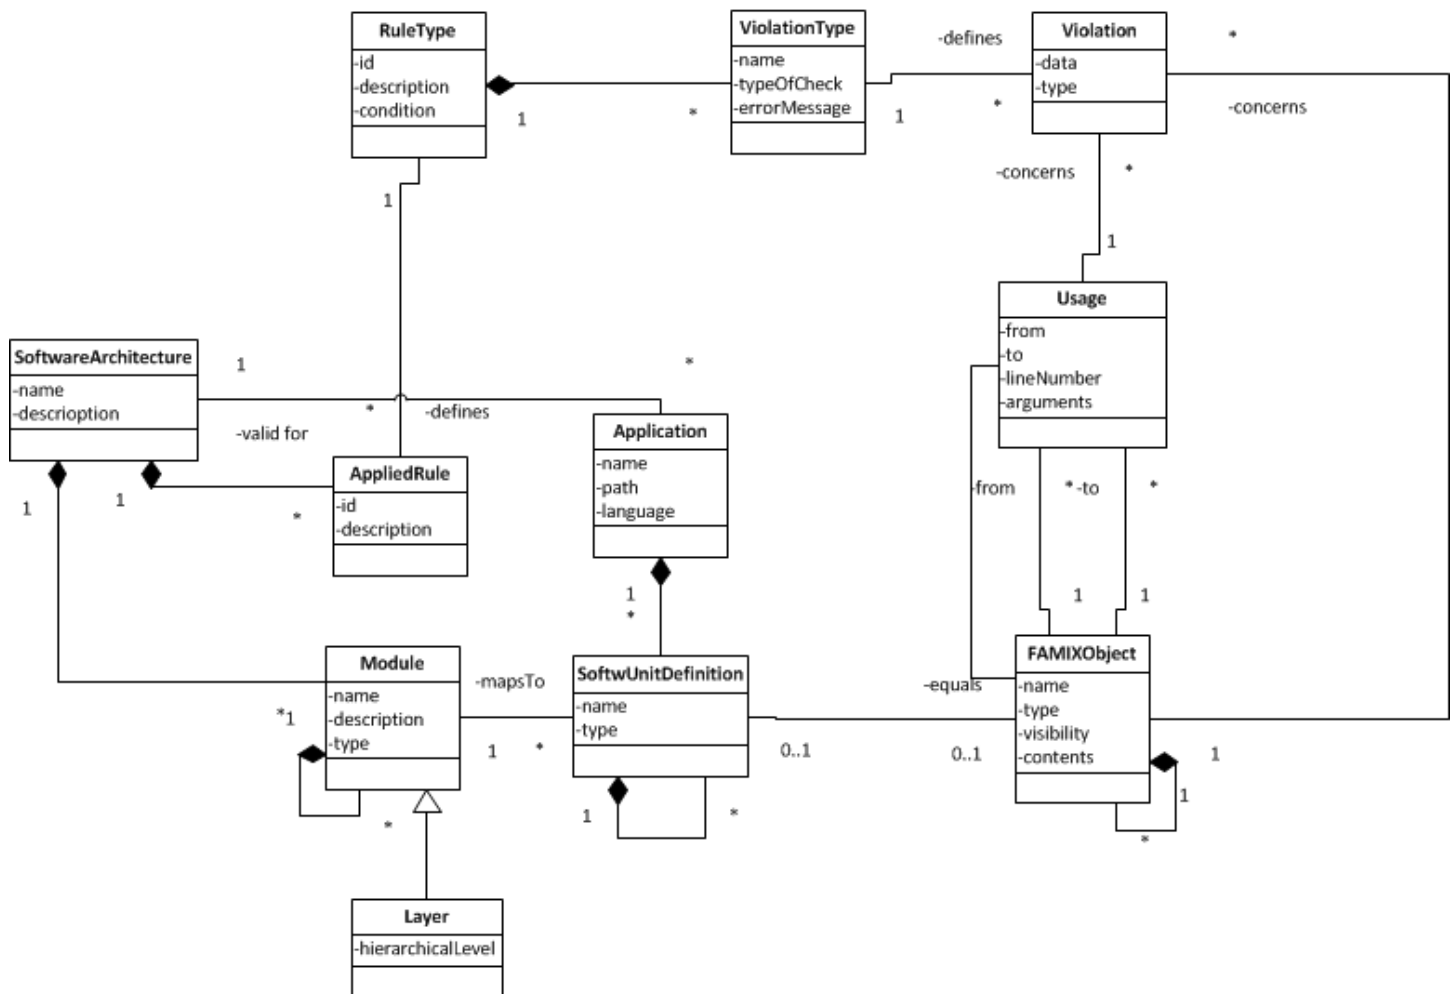 RuleType
-id
-description
-condition
ViolationType
-name
-typeOfCheck
-errorMessage
-defines
Violation
-data
-type
*
-concerns
1
*
1
*
-concerns
*
1
1
Usage
-from
-to
-lineNumber
-arguments
SoftwareArchitecture
-name
-descrioption
1
*
*
-defines
-valid for
Application
-name
-path
-language
AppliedRule
-id
-description
1
1
*
-from
*
-to
*
1
*
1
1
Module
-name
-description
-type
*1
*
-mapsTo
1
*
SoftwUnitDefinition
-name
-type
1
*
-equals
0..1
0..1
FAMIXObject
-name
-type
-visibility
-contents
1
1
*
Layer
-hierarchicalLevel